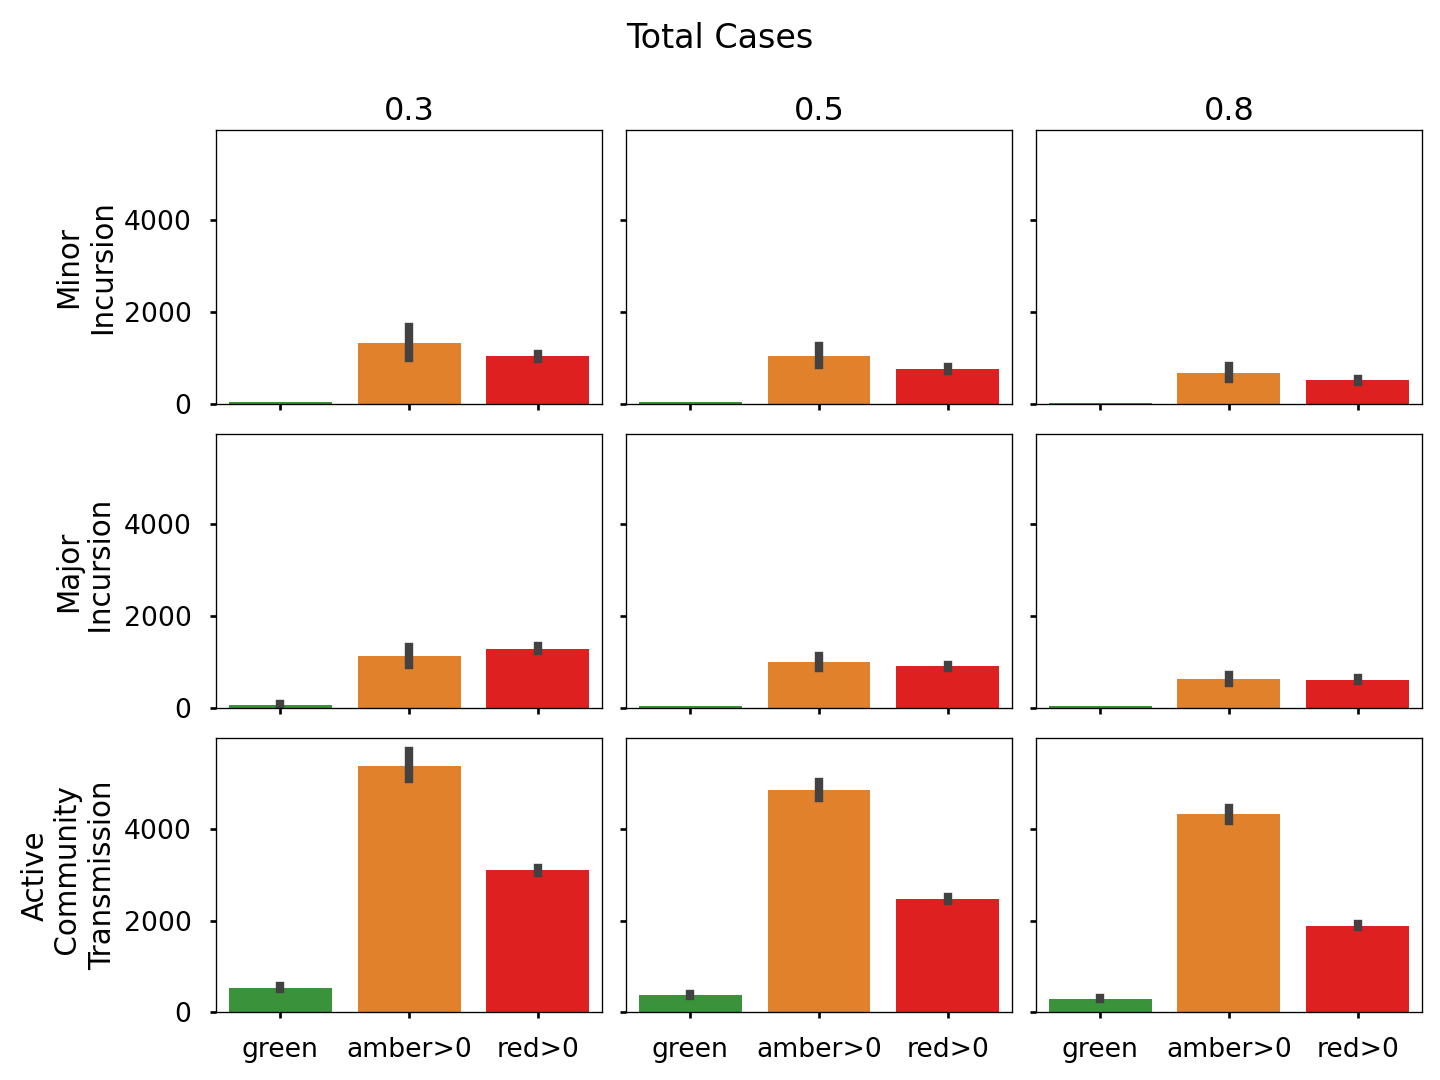 Total Cases
0.3
0.5
0.8
Minor
Incursion
4000
2000
0
Major
Incursion
4000
2000
0
Active
Community
Transmission
4000
2000
0
green
amber>0
red>0
green
amber>0
red>0
green
amber>0
red>0